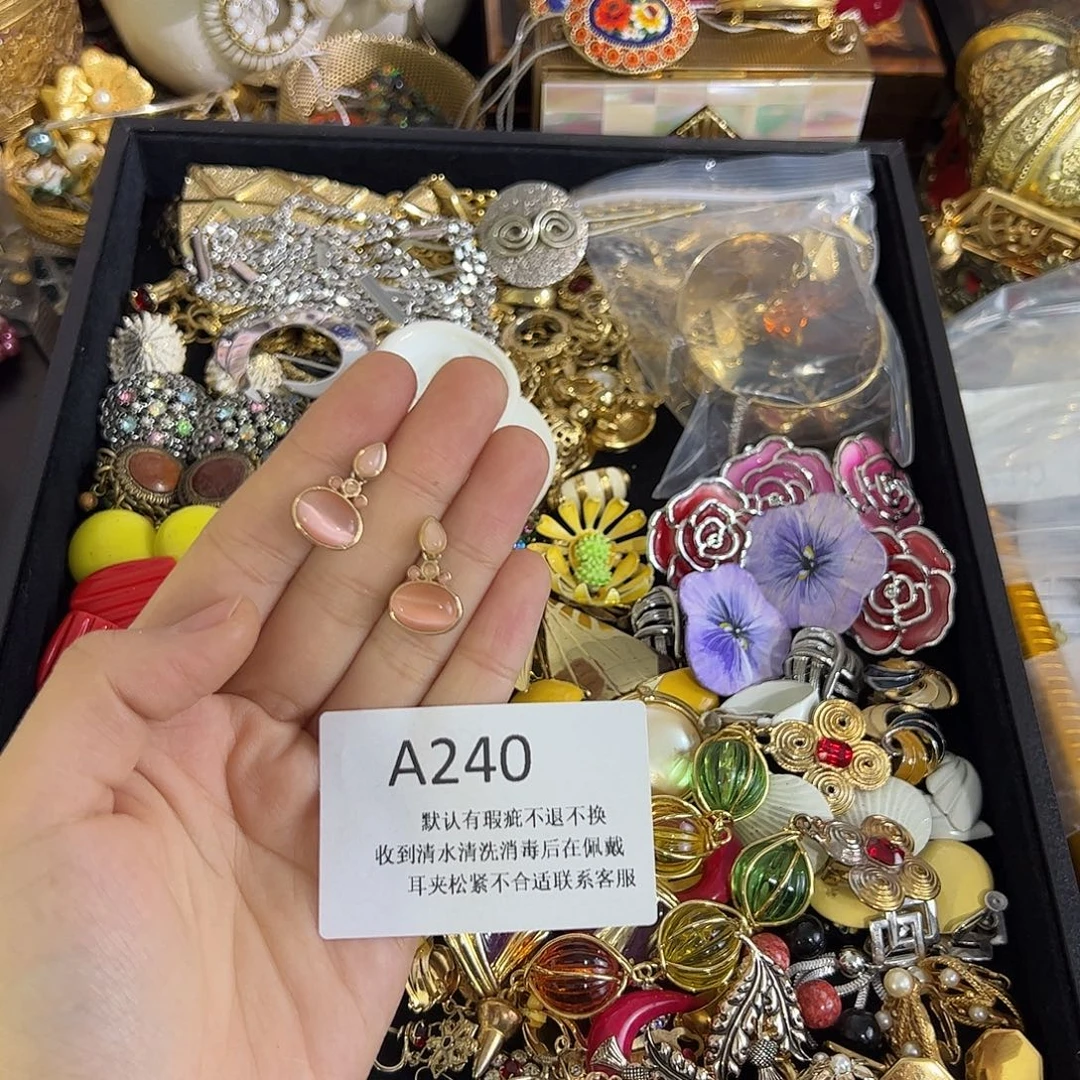 A240
默认有瑕疵不退不换
收到清水清洗消毒后在佩戴
耳夹松紧不合适联系客服